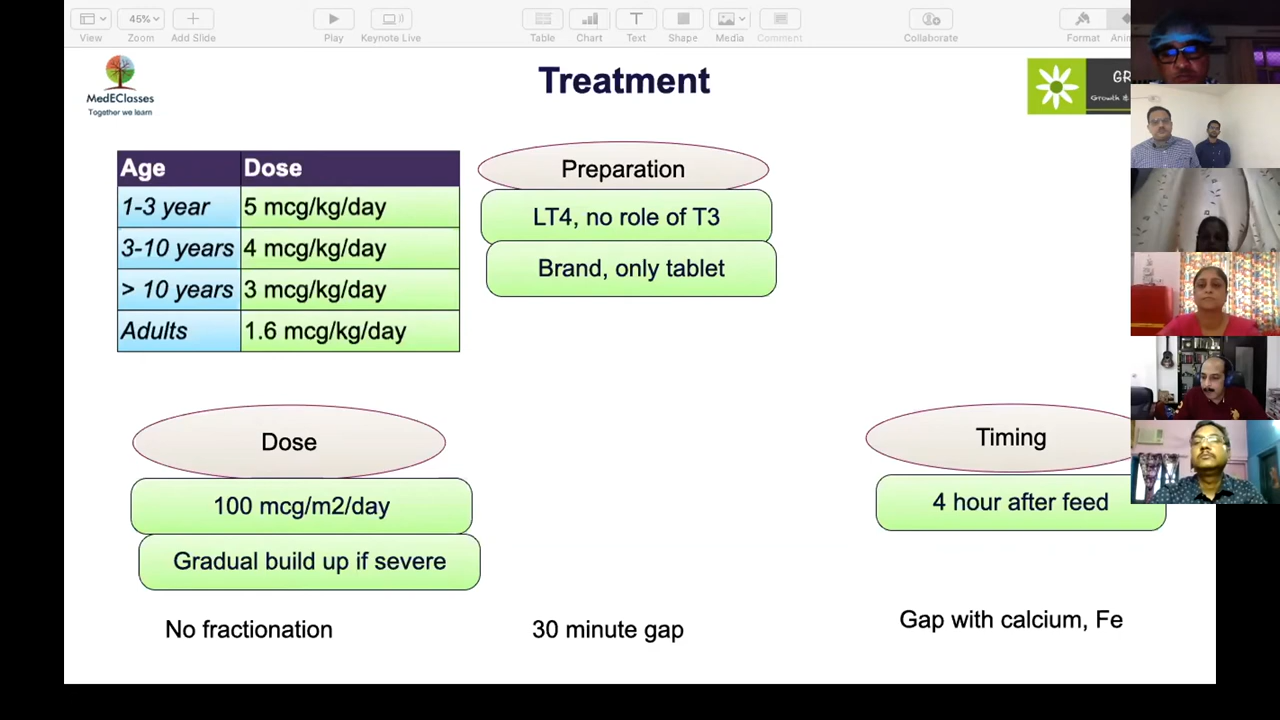 View
45%
Zoom
Add Slide
Play
Keynote Live
Table
Chart
Text
Shape
Media
Comment
Collaborate
Format
MedEClasses
Together we learn
Treatment
Growth &
Age Dose
1-3 year 5 mcg/kg/day
3-10 years 4 mcg/kg/day
> 10 years 3 mcg/kg/day
Adults 1.6 mcg/kg/day
Preparation
LT4, no role of T3
Brand, only tablet
Dose
100 mcg/m2/day
Gradual build up if severe
Timing
4 hour after feed
No fractionation
30 minute gap
Gap with calcium, Fe